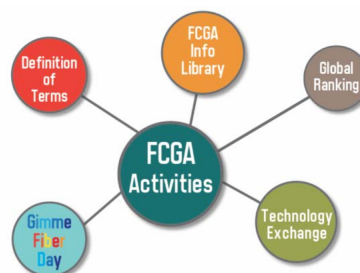 FCGA
Info
Library
Definition
of
Terms
Global
Ranking
FCGA
Activities
Gimme
Fiber
Day
Technology
Exchange